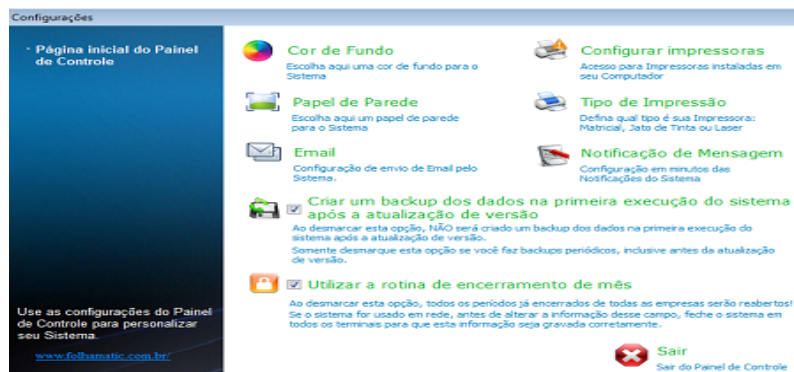 Configurações
· Página inicial do Painel
de Controle
Cor de Fundo
Escolha aqui uma cor de fundo para o
Sistema
Configurar impressoras
Acesso para Impressoras instaladas em
seu Computador
Papel de Parede
Escolha aqui um papel de parede
para o Sistema
Tipo de Impressão
Defina qual tipo é sua Impressora:
Matricial, Jato de Tinta ou Laser
Email
Configuração de envio de Email pelo
Sistema.
Notificação de Mensagem
Configuração em minutos das
Notificações do Sistema
Criar um backup dos dados na primeira execução do sistema
após a atualização de versão
Ao desmarcar esta opção, NÃO será criado um backup dos dados na primeira execução do
sistema após a atualização de versão.
Somente desmarque esta opção se você faz backups periódicos, inclusive antes da atualização
de versão.
Utilizar a rotina de encerramento de mês
Ao desmarcar esta opção, todos os períodos já encerrados de todas as empresas serão reabertos!
Se o sistema for usado em rede, antes de alterar a informação desse campo, feche o sistema em
todos os terminais para que esta informação seja gravada corretamente.
Use as configurações do Painel
de Controle para personalizar
seu Sistema.
www.folhamatic.com.br/
Sair
Sair do Painel de Controle